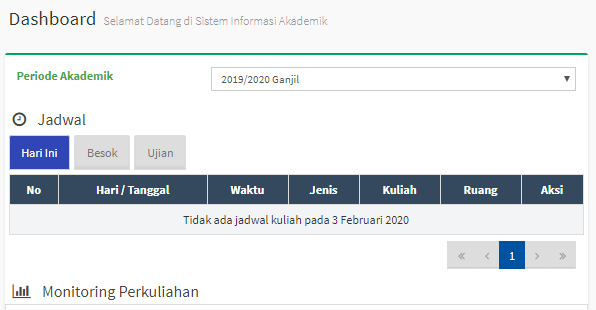 Dashboard Selamat Datang di Sistem Informasi Akademik
Periode Akademik 2019/2020 Ganjil
Jadwal
Hari Ini Besok Ujian
No Hari / Tanggal Waktu Jenis Kuliah Ruang Aksi
Tidak ada jadwal kuliah pada 3 Februari 2020
« ‹ 1 › »
Monitoring Perkuliahan